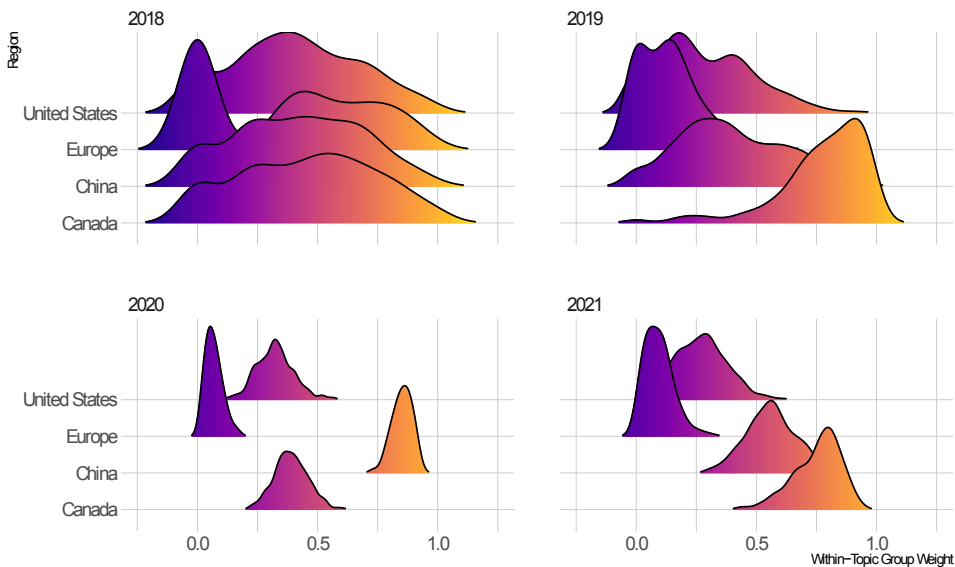 Region
2018
2019
United States
Europe
China
Canada
2020
2021
United States
Europe
China
Canada
0.0 0.5 1.0
0.0 0.5 1.0
Within−Topic Group Weight